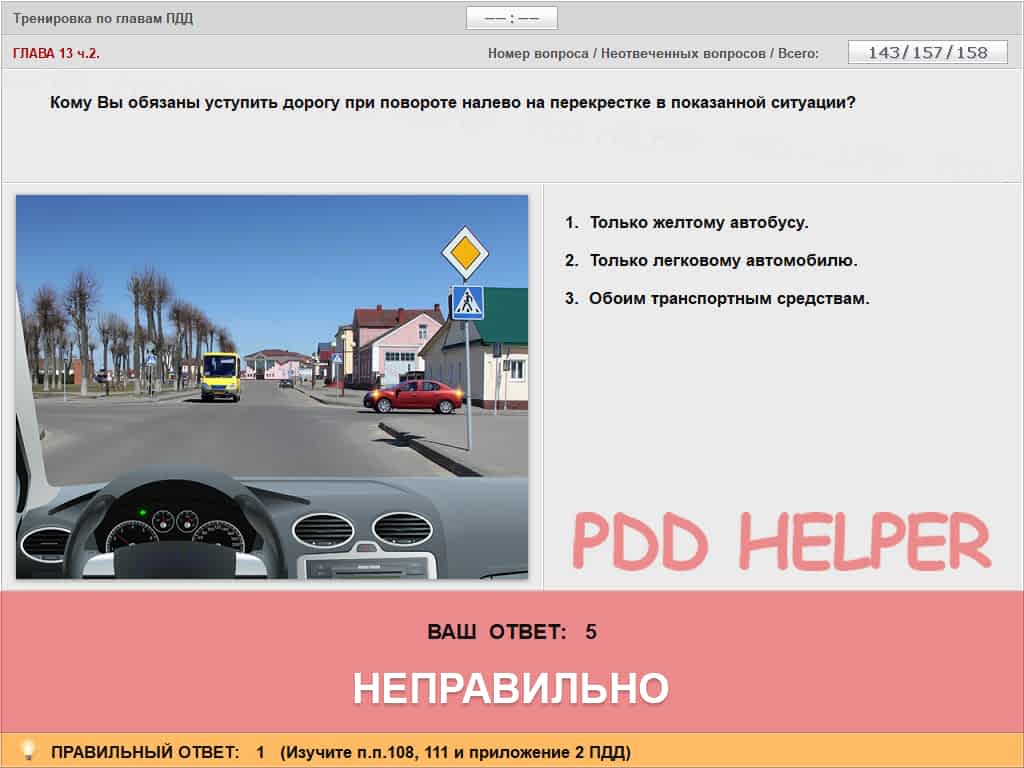 Тренировка по главам ПДД
—— : ——
ГЛАВА 13 ч.2.
Номер вопроса / Неотвеченных вопросов / Всего:
143/157/158
Кому Вы обязаны уступить дорогу при повороте налево на перекрестке в показанной ситуации?
1. Только желтому автобусу.
2. Только легковому автомобилю.
3. Обоим транспортным средствам.
PDD HELPER
ВАШ ОТВЕТ: 5
НЕПРАВИЛЬНО
ПРАВИЛЬНЫЙ ОТВЕТ: 1 (Изучите п.п.108, 111 и приложение 2 ПДД)